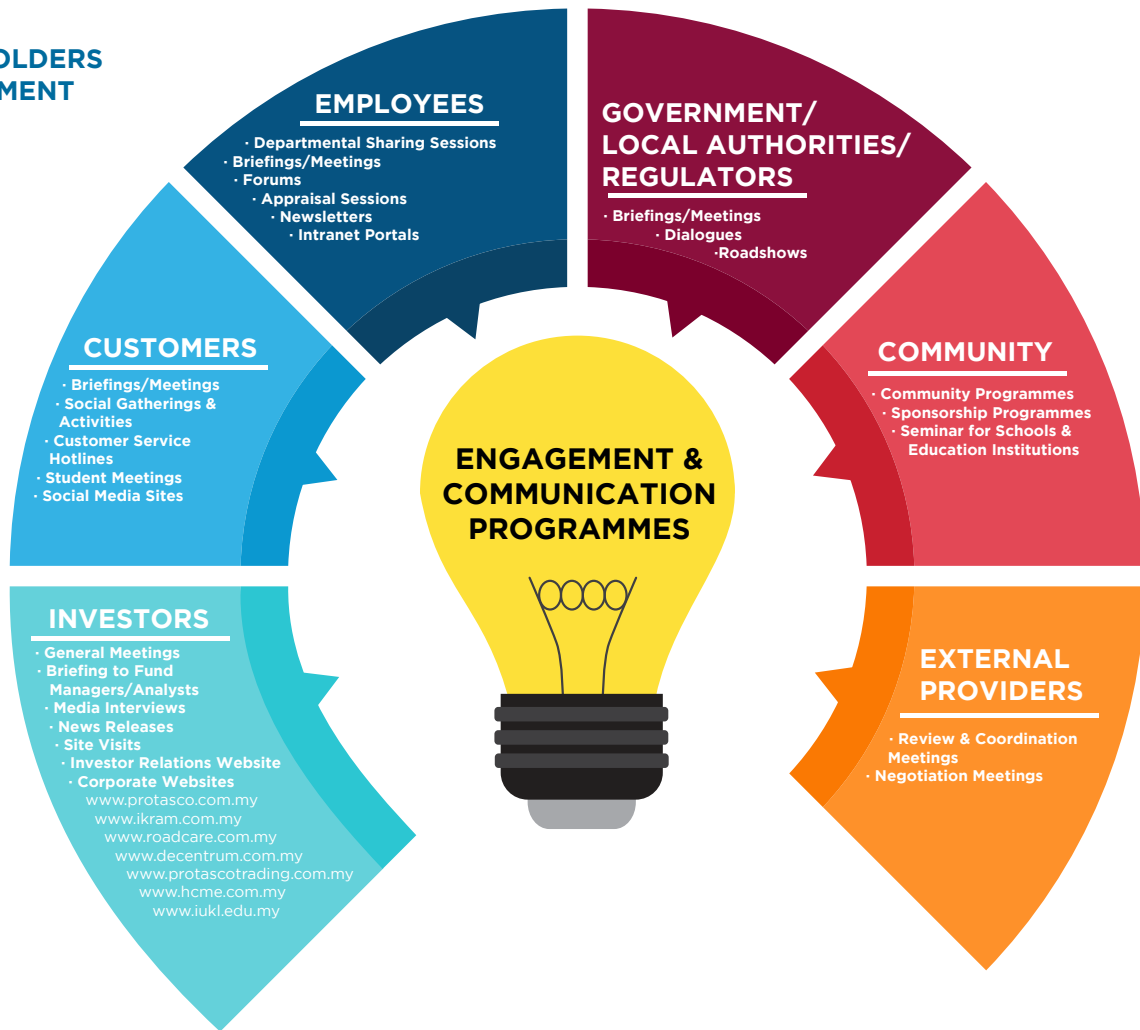 OLDERS
MENT
EMPLOYEES
· Departmental Sharing Sessions
· Briefings/Meetings
· Forums
· Appraisal Sessions
· Newsletters
· Intranet Portals
GOVERNMENT/
LOCAL AUTHORITIES/
REGULATORS
· Briefings/Meetings
· Dialogues
·Roadshows
CUSTOMERS
· Briefings/Meetings
· Social Gatherings &
Activities
· Customer Service
Hotlines
· Student Meetings
· Social Media Sites
COMMUNITY
· Community Programmes
· Sponsorship Programmes
· Seminar for Schools &
Education Institutions
ENGAGEMENT &
COMMUNICATION
PROGRAMMES
INVESTORS
· General Meetings
· Briefing to Fund
Managers/Analysts
· Media Interviews
· News Releases
· Site Visits
· Investor Relations Website
· Corporate Websites
www.protasco.com.my
www.ikram.com.my
www.roadcare.com.my
www.decentrum.com.my
www.protascotrading.com.my
www.hcme.com.my
www.iukl.edu.my
EXTERNAL
PROVIDERS
· Review & Coordination
Meetings
· Negotiation Meetings